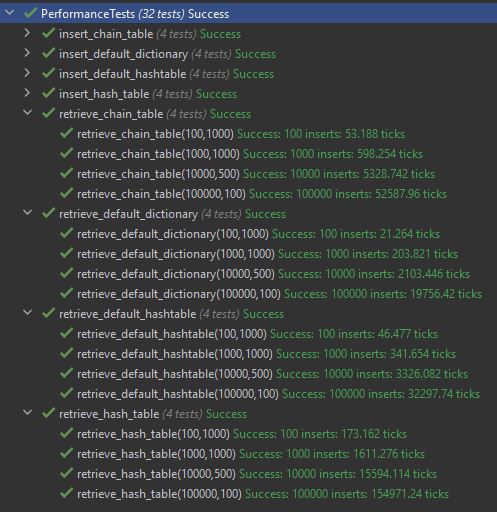 PerformanceTests (32 tests) Success
insert_chain_table (4 tests) Success
insert_default_dictionary (4 tests) Success
insert_default_hashtable (4 tests) Success
insert_hash_table (4 tests) Success
retrieve_chain_table (4 tests) Success
retrieve_chain_table(100,1000) Success: 100 inserts: 53.188 ticks
retrieve_chain_table(1000,1000) Success: 1000 inserts: 598.254 ticks
retrieve_chain_table(10000,500) Success: 10000 inserts: 5328.742 ticks
retrieve_chain_table(100000,100) Success: 100000 inserts: 52587.96 ticks
retrieve_default_dictionary (4 tests) Success
retrieve_default_dictionary(100,1000) Success: 100 inserts: 21.264 ticks
retrieve_default_dictionary(1000,1000) Success: 1000 inserts: 203.821 ticks
retrieve_default_dictionary(10000,500) Success: 10000 inserts: 2103.446 ticks
retrieve_default_dictionary(100000,100) Success: 100000 inserts: 19756.42 ticks
retrieve_default_hashtable (4 tests) Success
retrieve_default_hashtable(100,1000) Success: 100 inserts: 46.477 ticks
retrieve_default_hashtable(1000,1000) Success: 1000 inserts: 341.654 ticks
retrieve_default_hashtable(10000,500) Success: 10000 inserts: 3326.082 ticks
retrieve_default_hashtable(100000,100) Success: 100000 inserts: 32297.74 ticks
retrieve_hash_table (4 tests) Success
retrieve_hash_table(100,1000) Success: 100 inserts: 173.162 ticks
retrieve_hash_table(1000,1000) Success: 1000 inserts: 1611.276 ticks
retrieve_hash_table(10000,500) Success: 10000 inserts: 15594.114 ticks
retrieve_hash_table(100000,100) Success: 100000 inserts: 154971.24 ticks